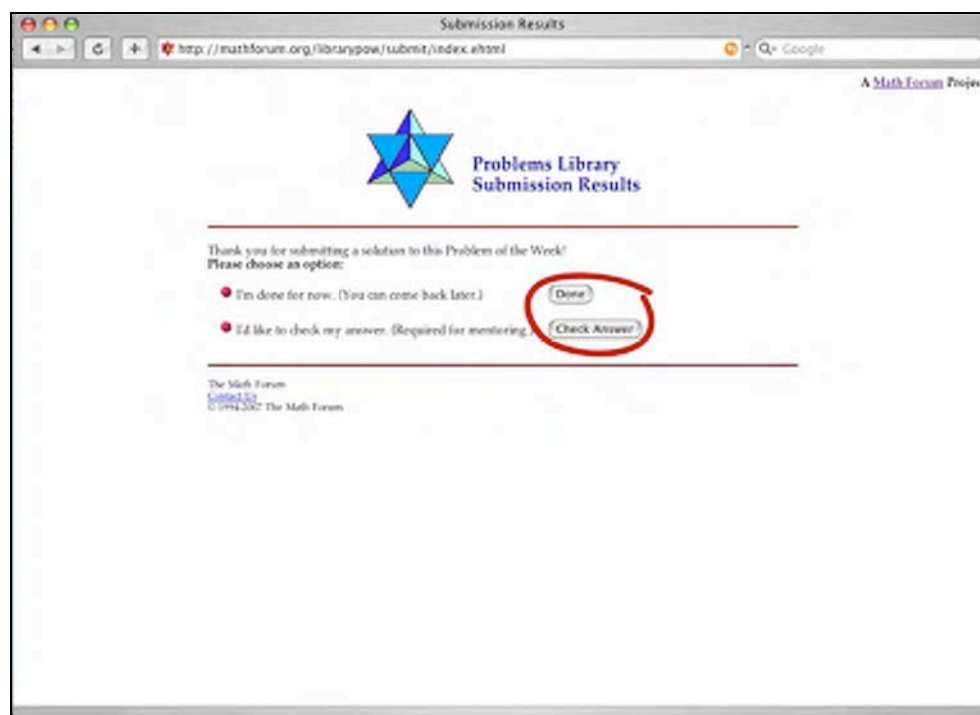 Submission Results
http://mathforum.org/librarypow/submit/index.ehtml
Google
A Math Forum Projec
Problems Library
Submission Results
Thank you for submitting a solution to this Problem of the Week!
Please choose an option:
I'm done for now. (You can come back later.) Done
I'd like to check my answer. (Required for mentoring.) Check Answer
The Math Forum
Contact Us
© 1994-2007 The Math Forum